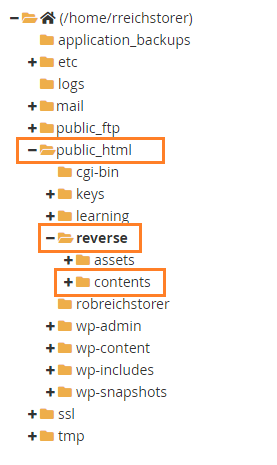 (/home/rreichstorer)
application_backups
etc
logs
mail
public_ftp
public_html
cgi-bin
keys
learning
reverse
assets
contents
robreichstorer
wp-admin
wp-content
wp-includes
wp-snapshots
ssl
tmp